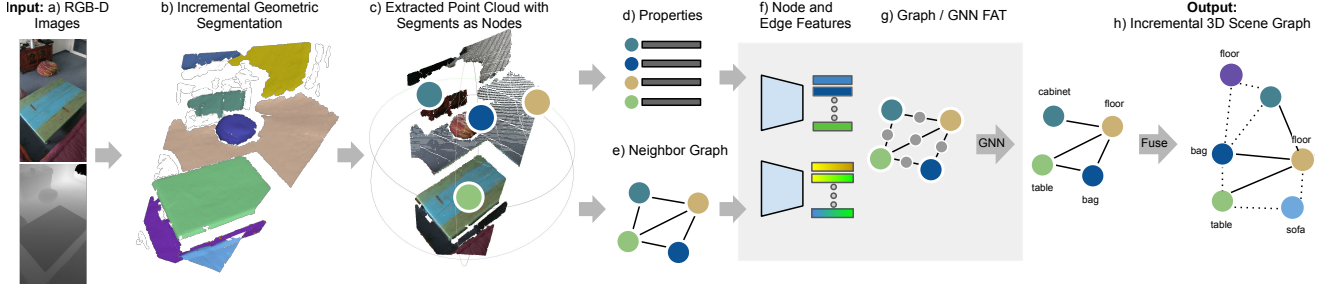 Input: a) RGB-D
Images
b) Incremental Geometric
Segmentation
c) Extracted Point Cloud with
Segments as Nodes
d) Properties
e) Neighbor Graph
f) Node and
Edge Features
g) Graph / GNN FAT
GNN
cabinet
floor
table
bag
Fuse
Output:
h) Incremental 3D Scene Graph
floor
floor
bag
table
sofa